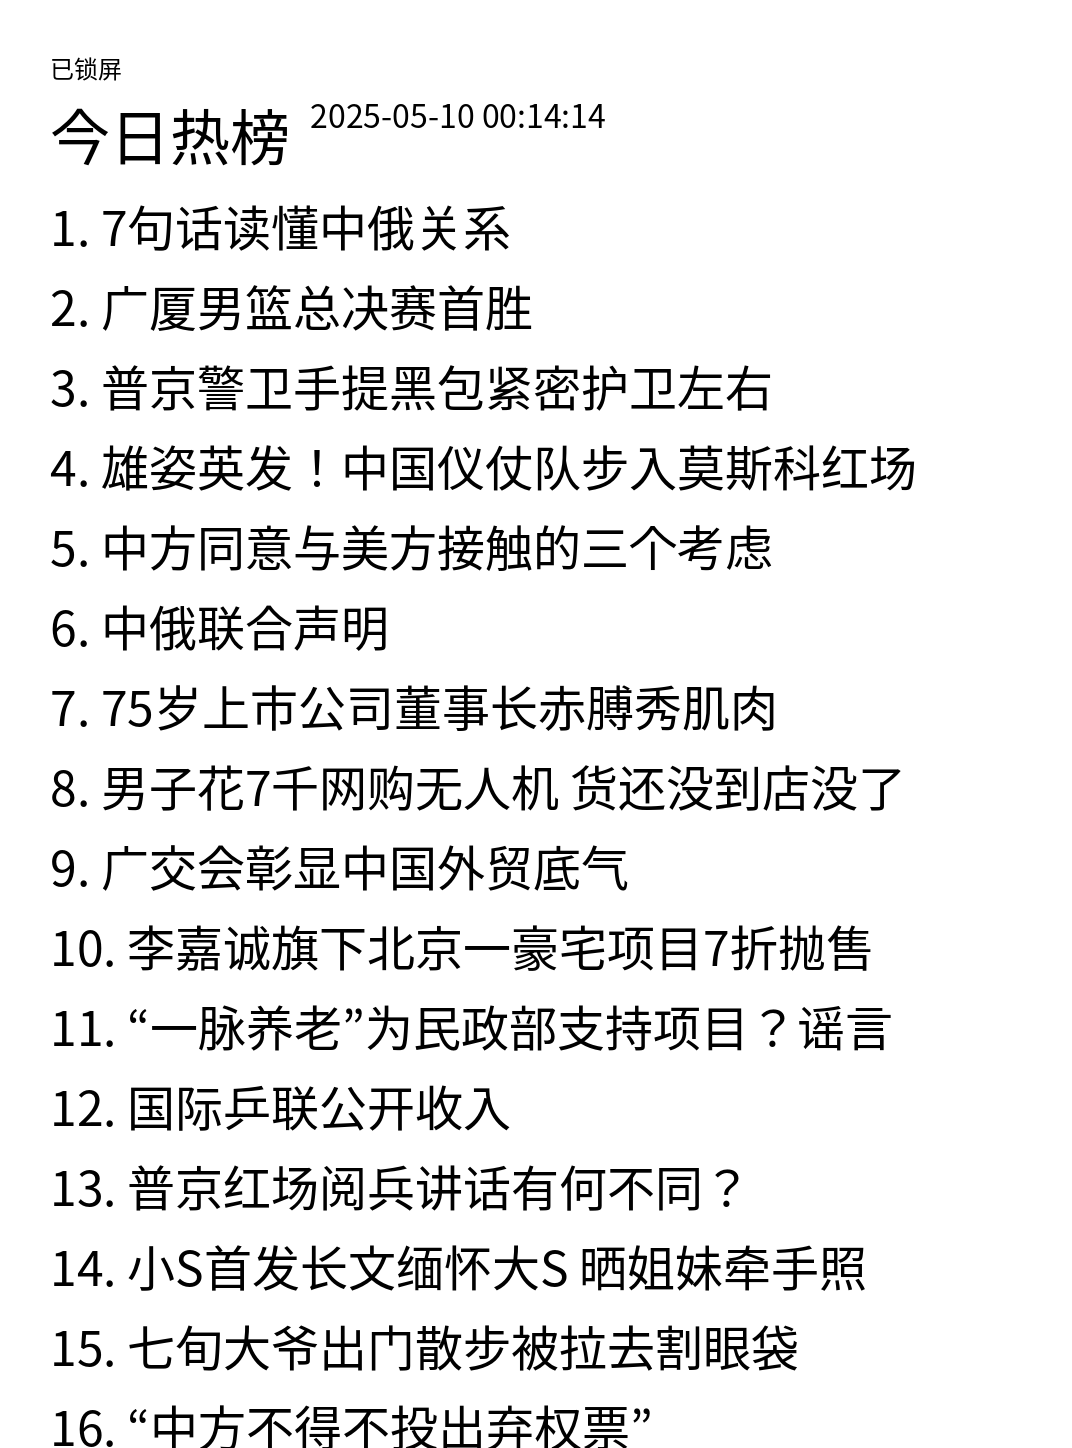 已锁屏
今日热榜 2025-05-10 00:14:14
1. 7句话读懂中俄关系
2. 广厦男篮总决赛首胜
3. 普京警卫手提黑包紧密护卫左右
4. 雄姿英发！中国仪仗队步入莫斯科红场
5. 中方同意与美方接触的三个考虑
6. 中俄联合声明
7. 75岁上市公司董事长赤膊秀肌肉
8. 男子花7千网购无人机 货还没到店没了
9. 广交会彰显中国外贸底气
10. 李嘉诚旗下北京一豪宅项目7折抛售
11. “一脉养老”为民政部支持项目？谣言
12. 国际乒联公开收入
13. 普京红场阅兵讲话有何不同？
14. 小S首发长文缅怀大S 晒姐妹牵手照
15. 七旬大爷出门散步被拉去割眼袋
16. “中方不得不投出弃权票”